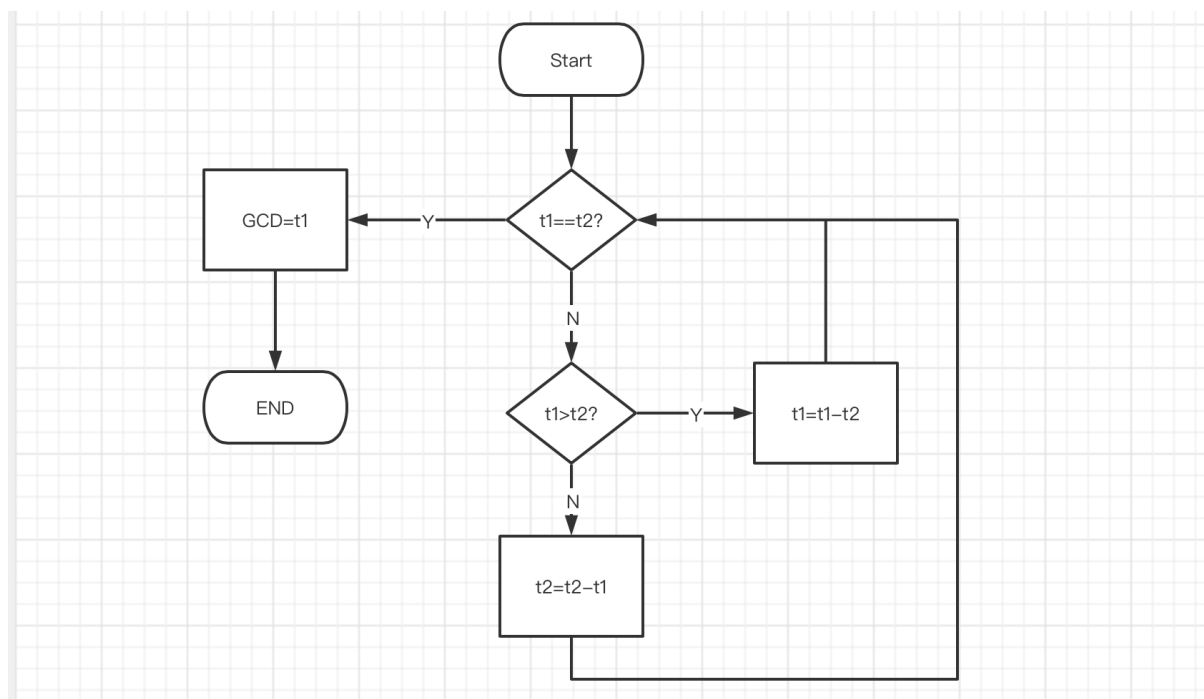 Start
GCD=t1
Y
t1==t2?
N
END
t1>t2?
Y
t1=t1-t2
N
t2=t2-t1